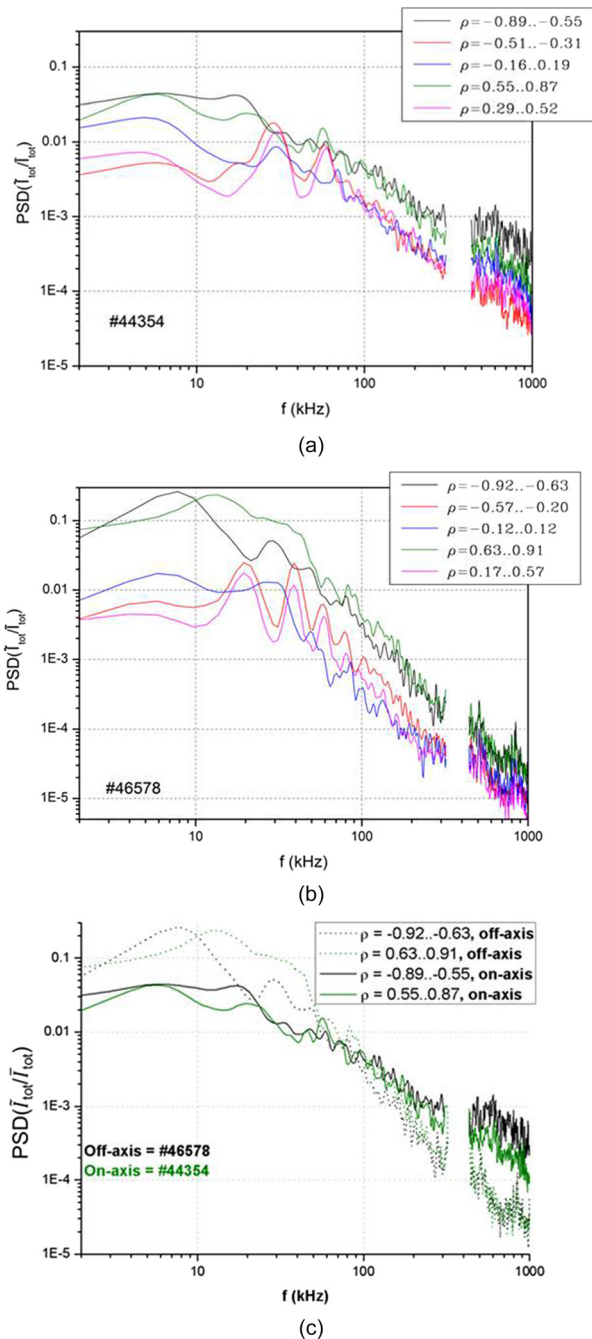 ρ=−0.89..−0.55
ρ=−0.51..−0.31
ρ=−0.16..0.19
ρ=0.55..0.87
ρ=0.29..0.52
0.1
0.01
1E-3
1E-4
1E-5
PSD(Ĩtot/Ītot)
#44354
10
100
1000
f (kHz)
(a)
ρ=−0.92..−0.63
ρ=−0.57..−0.20
ρ=−0.12..0.12
ρ=0.63..0.91
ρ=0.17..0.57
0.1
0.01
1E-3
1E-4
1E-5
PSD(Ĩtot/Ītot)
#46578
10
100
1000
f (kHz)
(b)
ρ = -0.92..-0.63, off-axis
ρ = 0.63..0.91, off-axis
ρ = -0.89..-0.55, on-axis
ρ = 0.55..0.87, on-axis
0.1
0.01
1E-3
1E-4
1E-5
PSD(Ĩtot/Ītot)
Off-axis = #46578
On-axis = #44354
10
100
1000
f (kHz)
(c)